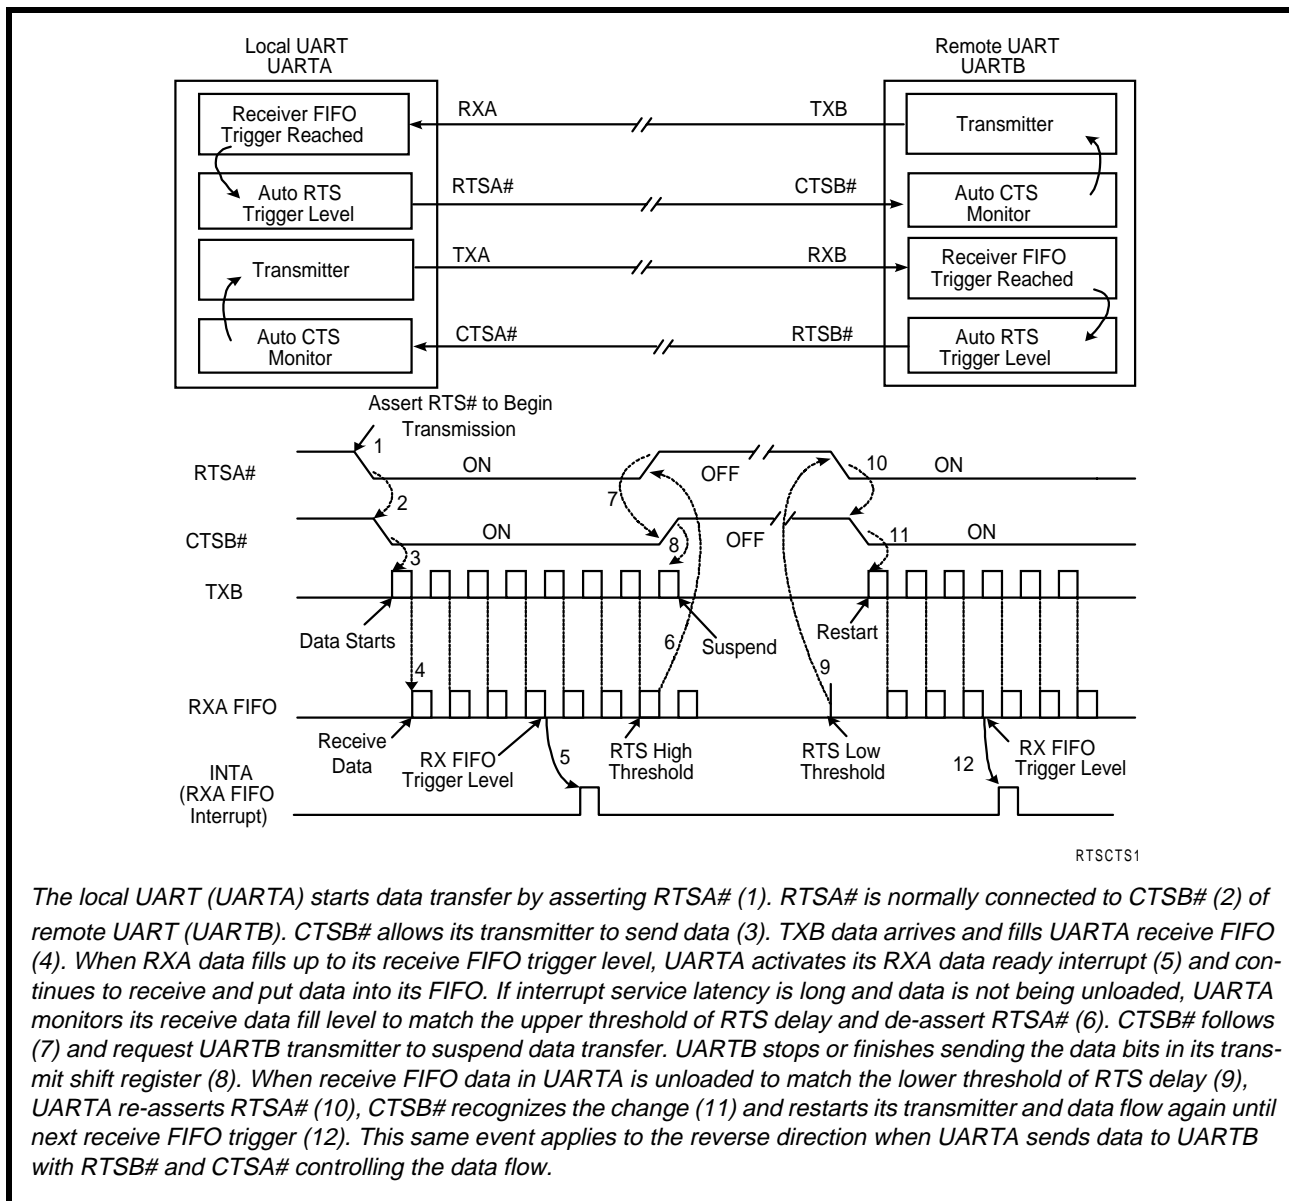 Local UART
UARTA
Remote UART
UARTB
Receiver FIFO
Trigger Reached
RXA
TXB
Transmitter
Auto RTS
Trigger Level
RTSA#
CTSB#
Auto CTS
Monitor
Transmitter
TXA
RXB
Receiver FIFO
Trigger Reached
Auto CTS
Monitor
CTSA#
RTSB#
Auto RTS
Trigger Level
Assert RTS# to Begin
Transmission
1
RTSA#
ON
OFF
10
ON
2
7
CTSB#
ON
8
OFF
11
ON
3
TXB
Data Starts
6
Suspend
Restart
4
9
RXA FIFO
Receive
Data
RX FIFO
Trigger Level
5
RTS High
Threshold
RTS Low
Threshold
12
RX FIFO
Trigger Level
INTA
(RXA FIFO
Interrupt)
RTSCTS1
The local UART (UARTA) starts data transfer by asserting RTSA# (1). RTSA# is normally connected to CTSB# (2) of
remote UART (UARTB). CTSB# allows its transmitter to send data (3). TXB data arrives and fills UARTA receive FIFO
(4). When RXA data fills up to its receive FIFO trigger level, UARTA activates its RXA data ready interrupt (5) and con-
tinues to receive and put data into its FIFO. If interrupt service latency is long and data is not being unloaded, UARTA
monitors its receive data fill level to match the upper threshold of RTS delay and de-assert RTSA# (6). CTSB# follows
(7) and request UARTB transmitter to suspend data transfer. UARTB stops or finishes sending the data bits in its trans-
mit shift register (8). When receive FIFO data in UARTA is unloaded to match the lower threshold of RTS delay (9),
UARTA re-asserts RTSA# (10), CTSB# recognizes the change (11) and restarts its transmitter and data flow again until
next receive FIFO trigger (12). This same event applies to the reverse direction when UARTA sends data to UARTB
with RTSB# and CTSA# controlling the data flow.